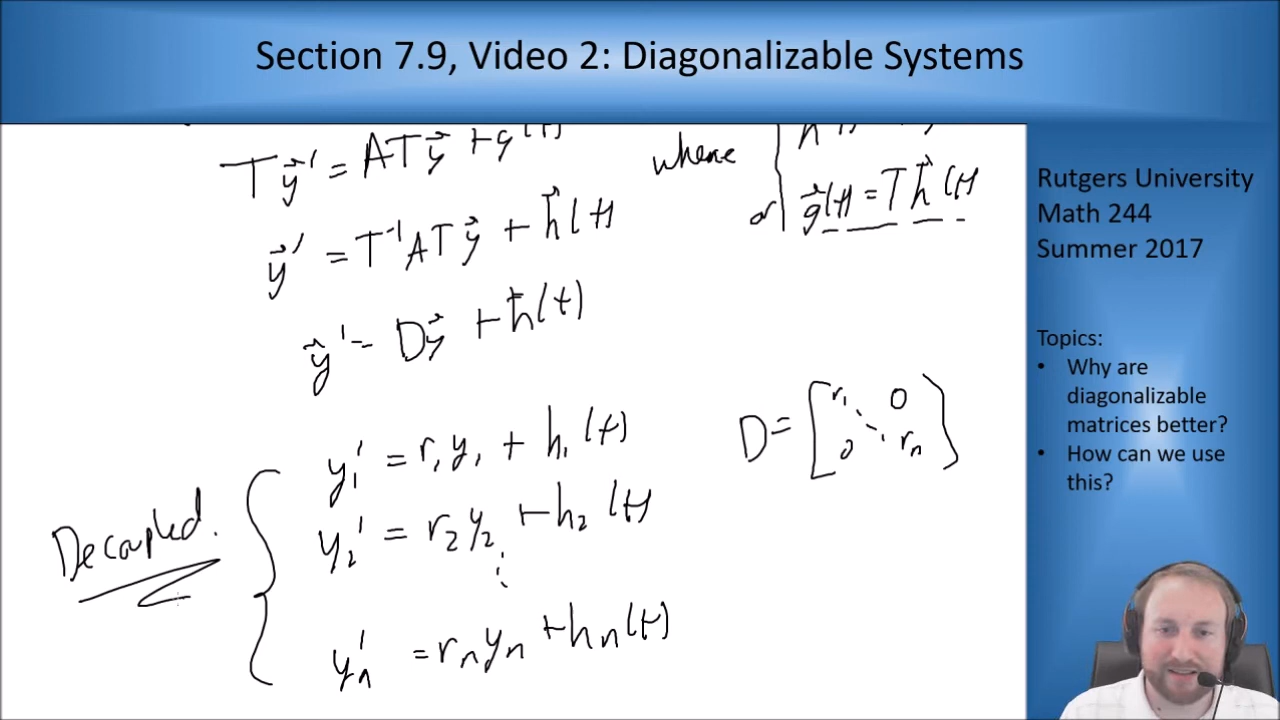 Section 7.9, Video 2: Diagonalizable Systems
Ty⃗' = ATy⃗ + g(t)
where
y⃗' = T⁻¹ATy⃗ + h⃗(t)
or g⃗(t) = Th⃗(t)
y⃗' = Dy⃗ + h⃗(t)
D = [r₁ 0
0 rₙ]
Decoupled.
y₁' = r₁y₁ + h₁(t)
y₂' = r₂y₂ + h₂(t)
⋮
yₙ' = rₙyₙ + hₙ(t)
Rutgers University
Math 244
Summer 2017
Topics:
• Why are
diagonalizable
matrices better?
• How can we use
this?